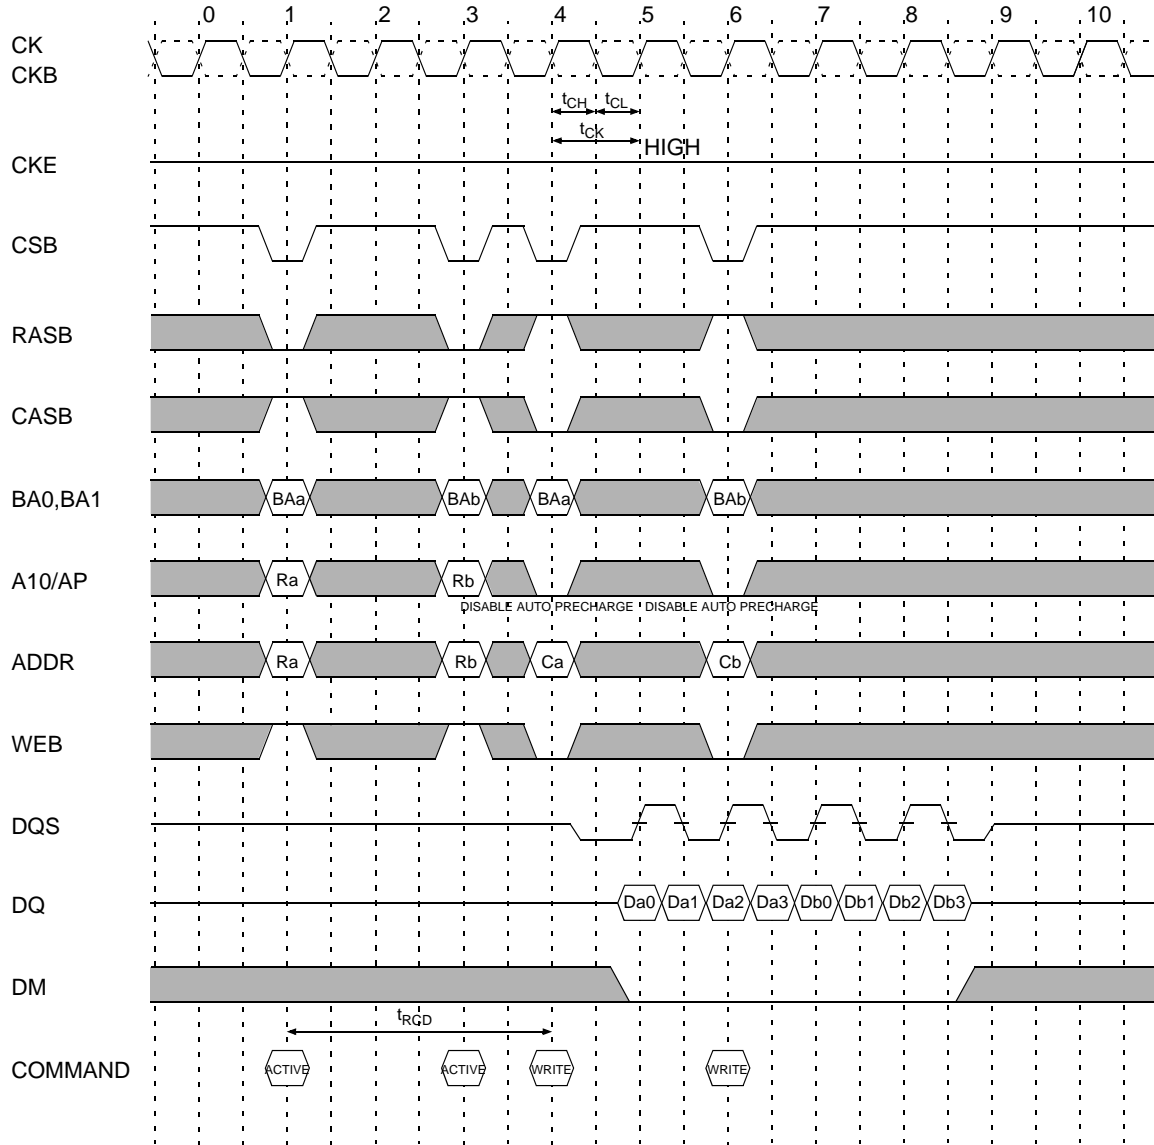 0 1 2 3 4 5 6 7 8 9 10
CK
CKB
tCH tCL
tCK
HIGH
CKE
CSB
RASB
CASB
BA0,BA1 BAa BAb BAa BAb
A10/AP Ra Rb
DISABLE AUTO PRECHARGE DISABLE AUTO PRECHARGE
ADDR Ra Rb Ca Cb
WEB
DQS
DQ Da0 Da1 Da2 Da3 Db0 Db1 Db2 Db3
DM
tRCD
COMMAND ACTIVE ACTIVE WRITE WRITE